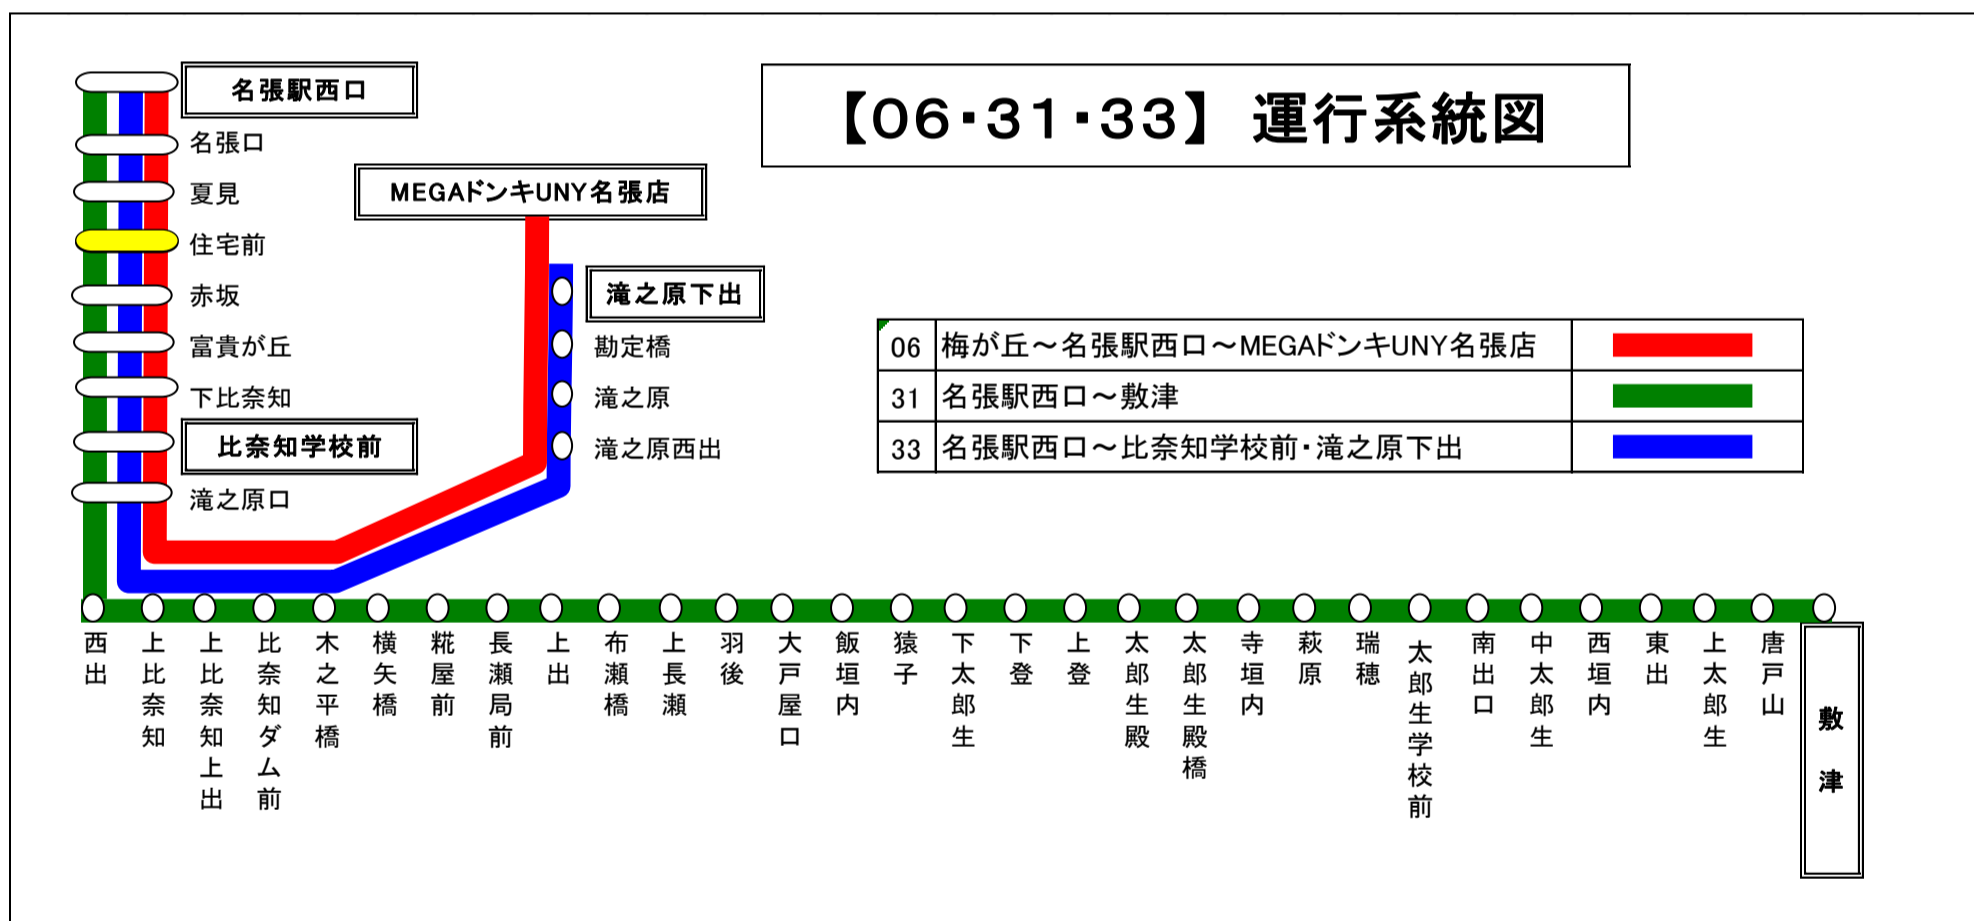 【06・31・33】 運行系統図
名張駅西口
名張口
夏見
住宅前
赤坂
富貴が丘
下比奈知
比奈知学校前
滝之原口
MEGAドンキUNY名張店
滝之原下出
勘定橋
滝之原
滝之原西出
06 梅が丘～名張駅西口～MEGAドンキUNY名張店
31 名張駅西口～敷津
33 名張駅西口～比奈知学校前・滝之原下出
西出
上比奈知
上比奈知上出
比奈知ダム前
木之平橋
横矢橋
糀屋前
長瀬局前
上出
布瀬橋
上長瀬
羽後
大戸屋口
飯垣内
猿子
下太郎生
下登
上登
太郎生殿
太郎生殿橋
寺垣内
萩原
瑞穂
太郎生学校前
南出口
中太郎生
西垣内
東出
上太郎生
唐戸山
敷津